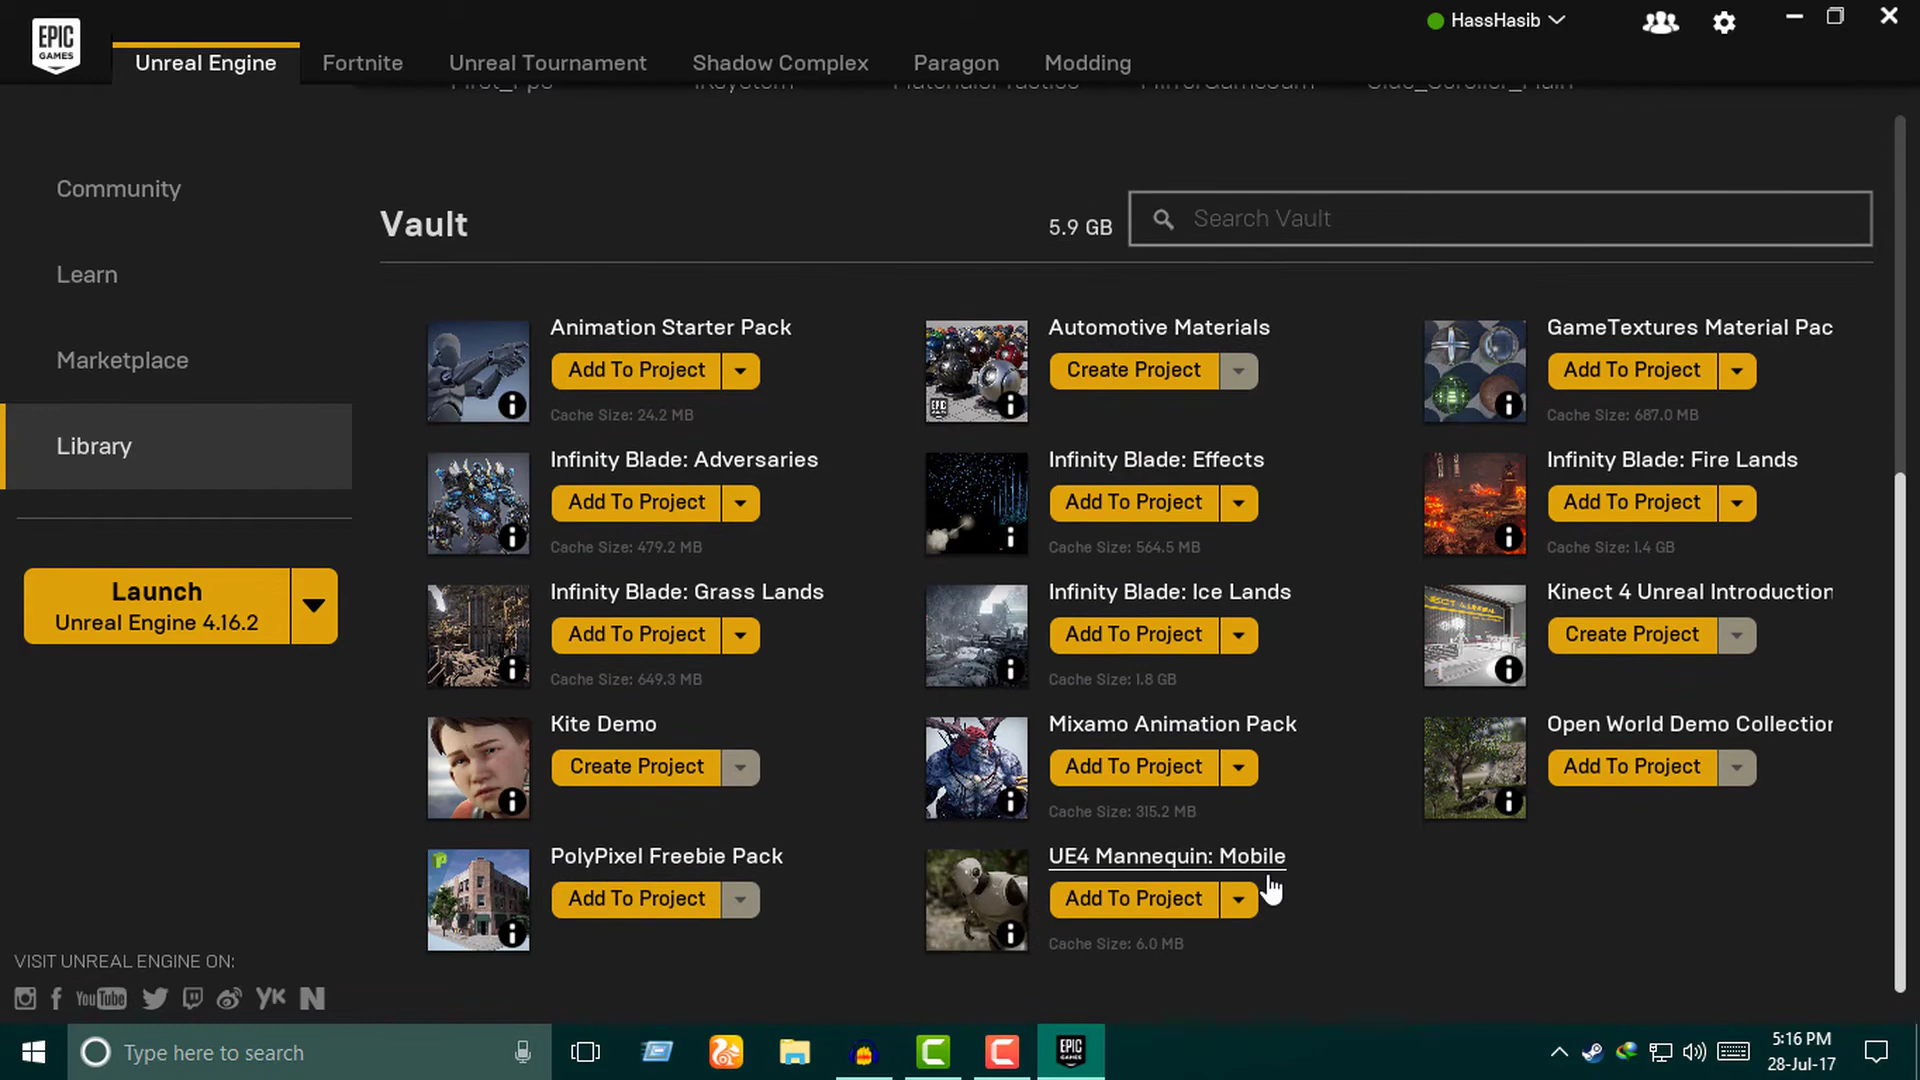 EPIC GAMES
HassHasib
Unreal Engine
Fortnite
Unreal Tournament
Shadow Complex
Paragon
Modding
Community
Learn
Marketplace
Library
Launch
Unreal Engine 4.16.2
VISIT UNREAL ENGINE ON:
You Tube
Vault
5.9 GB
Search Vault
Animation Starter Pack
Add To Project
Cache Size: 24.2 MB
Automotive Materials
Create Project
GameTextures Material Pac
Add To Project
Cache Size: 687.0 MB
Infinity Blade: Adversaries
Add To Project
Cache Size: 479.2 MB
Infinity Blade: Effects
Add To Project
Cache Size: 564.5 MB
Infinity Blade: Fire Lands
Add To Project
Cache Size: 1.4 GB
Infinity Blade: Grass Lands
Add To Project
Cache Size: 649.3 MB
Infinity Blade: Ice Lands
Add To Project
Cache Size: 1.8 GB
Kinect 4 Unreal Introduction
Create Project
Kite Demo
Create Project
Mixamo Animation Pack
Add To Project
Cache Size: 315.2 MB
Open World Demo Collection
Add To Project
PolyPixel Freebie Pack
Add To Project
UE4 Mannequin: Mobile
Add To Project
Cache Size: 6.0 MB
Type here to search
EPIC GAMES
5:16 PM
28-Jul-17